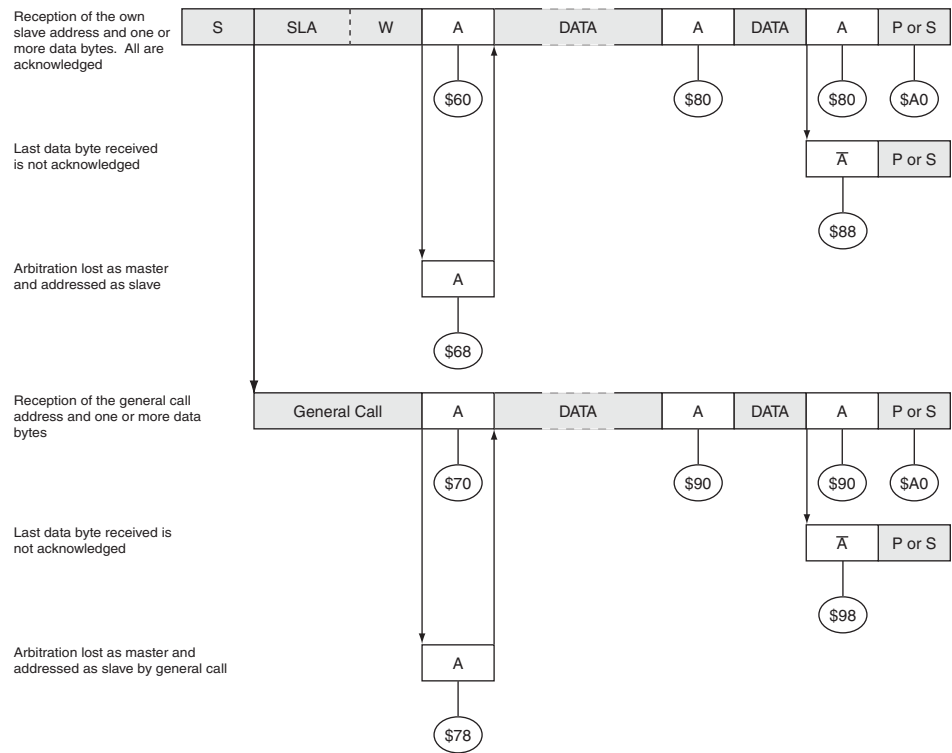 Reception of the own
slave address and one or
more data bytes. All are
acknowledged
S SLA W A DATA A DATA A P or S
$60 $80 $80 $A0
Last data byte received
is not acknowledged
A̅ P or S
$88
Arbitration lost as master
and addressed as slave
A
$68
Reception of the general call
address and one or more data
bytes
General Call A DATA A DATA A P or S
$70 $90 $90 $A0
Last data byte received is
not acknowledged
A̅ P or S
$98
Arbitration lost as master and
addressed as slave by general call
A
$78